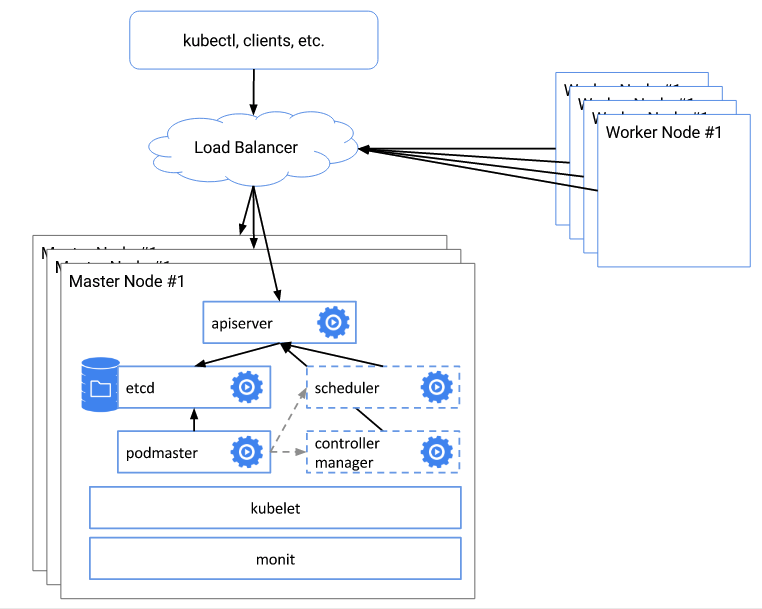 kubectl, clients, etc.
Load Balancer
Worker Node #1
Master Node #1
apiserver
etcd
scheduler
podmaster
controller
manager
kubelet
monit